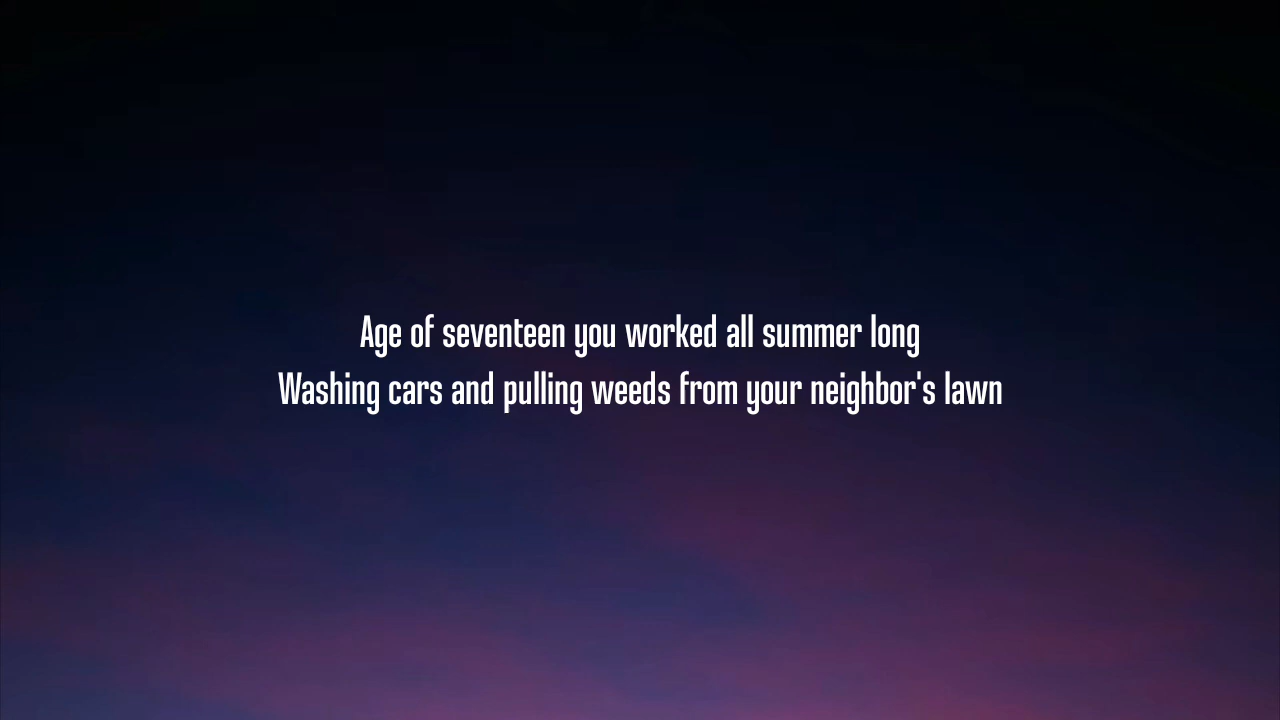 Age of seventeen you worked all summer long
Washing cars and pulling weeds from your neighbor's lawn